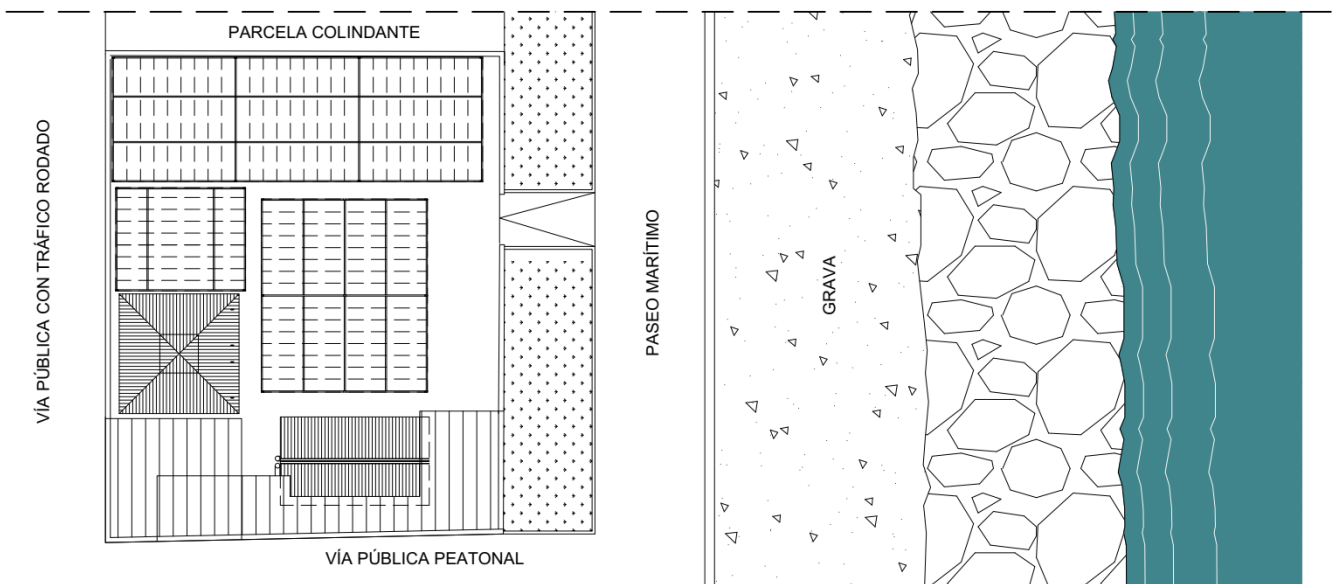 PARCELA COLINDANTE
VÍA PÚBLICA CON TRÁFICO RODADO
PASEO MARÍTIMO
GRAVA
VÍA PÚBLICA PEATONAL